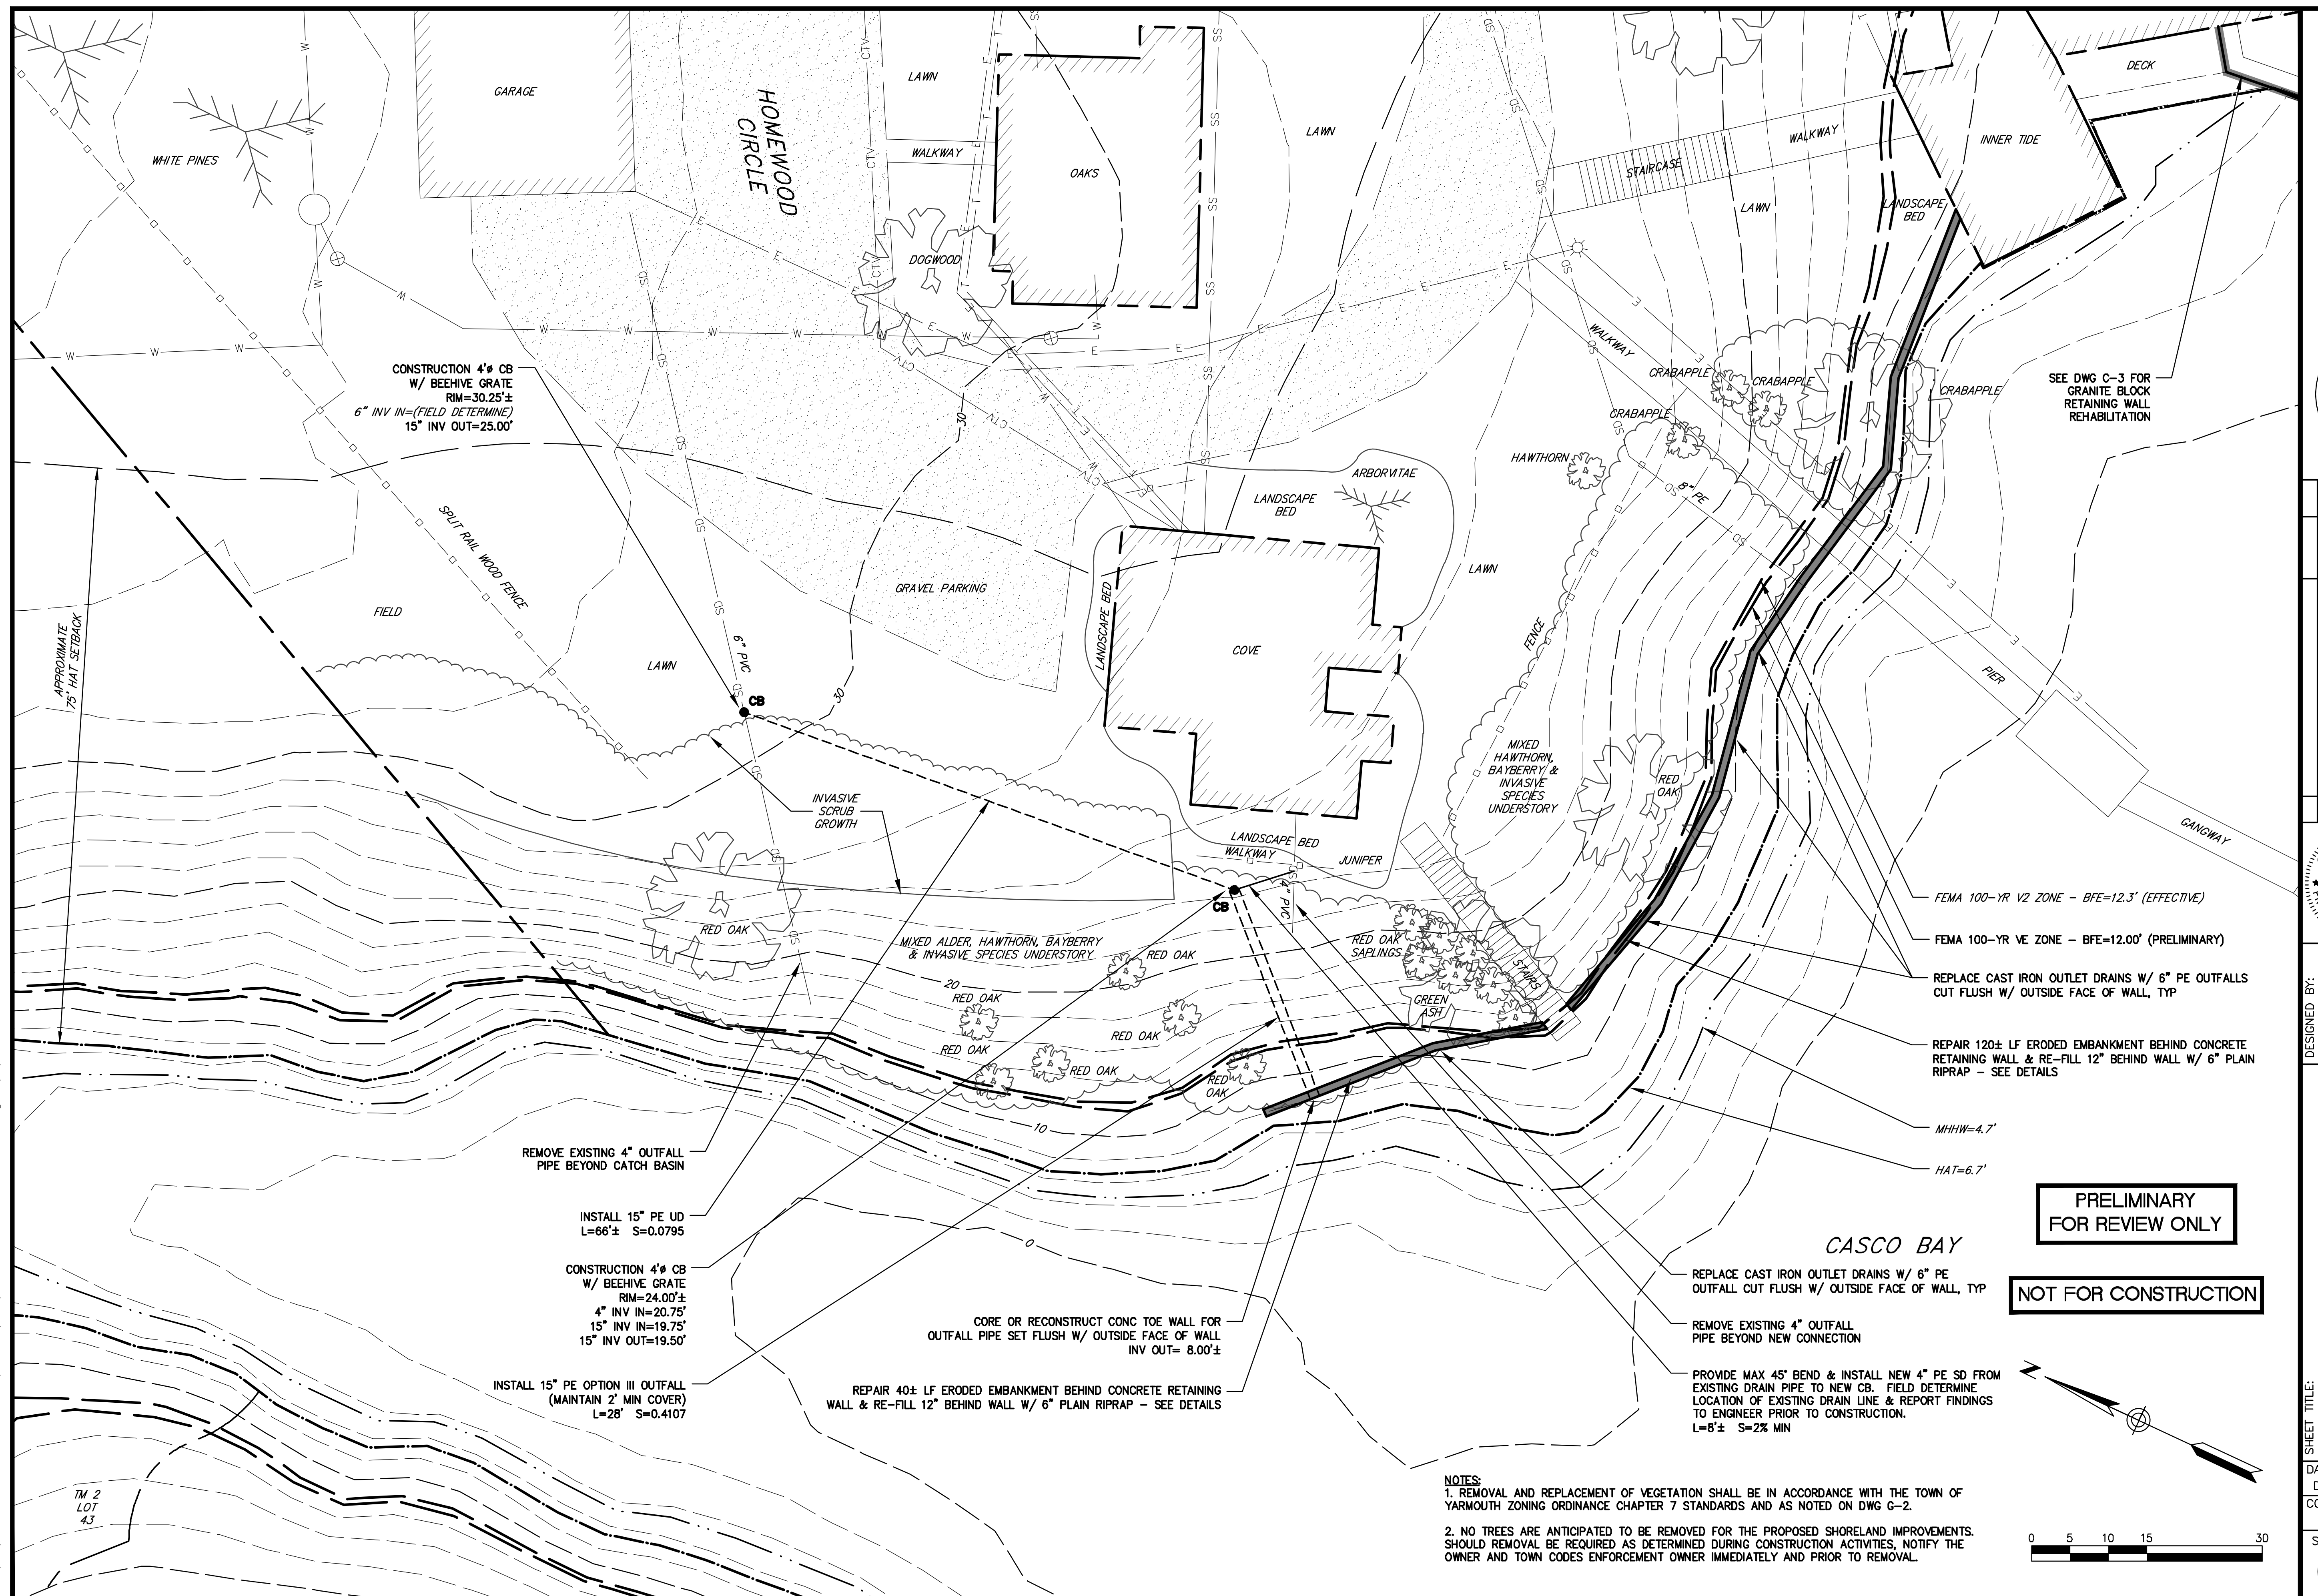 GARAGE
WHITE PINES
HOMEWOOD
CIRCLE
LAWN
WALKWAY
OAKS
LAWN
DOGWOOD
STAIRCASE
WALKWAY
LAWN
DECK
INNER TIDE
LANDSCAPE
BED
CONSTRUCTION 4'ø CB
W/ BEEHIVE GRATE
RIM=30.25'±
6" INV IN=(FIELD DETERMINE)
15" INV OUT=25.00'
WALKWAY
CRABAPPLE
CRABAPPLE
CRABAPPLE
CRABAPPLE
SEE DWG C-3 FOR
GRANITE BLOCK
RETAINING WALL
REHABILITATION
30
HAWTHORN
ARBORVITAE
LANDSCAPE
BED
8" PE
SPLIT RAIL WOOD FENCE
GRAVEL PARKING
LAWN
FIELD
APPROXIMATE
75' HAT SETBACK
LANDSCAPE BED
COVE
FENCE
6" PVC
LAWN
30
CB
PIER
GANGWAY
MIXED
HAWTHORN,
BAYBERRY &
INVASIVE
SPECIES
UNDERSTORY
RED
OAK
INVASIVE
SCRUB
GROWTH
LANDSCAPE BED
WALKWAY
JUNIPER
4" PVC
CB
RED OAK
MIXED ALDER, HAWTHORN, BAYBERRY
& INVASIVE SPECIES UNDERSTORY
RED OAK
RED OAK
SAPLINGS
STAIRS
20
RED OAK
GREEN
ASH
RED OAK
RED OAK
RED OAK
RED
OAK
10
0
FEMA 100-YR V2 ZONE - BFE=12.3' (EFFECTIVE)
FEMA 100-YR VE ZONE - BFE=12.00' (PRELIMINARY)
REPLACE CAST IRON OUTLET DRAINS W/ 6" PE OUTFALLS
CUT FLUSH W/ OUTSIDE FACE OF WALL, TYP
REPAIR 120± LF ERODED EMBANKMENT BEHIND CONCRETE
RETAINING WALL & RE-FILL 12" BEHIND WALL W/ 6" PLAIN
RIPRAP - SEE DETAILS
MHHW=4.7'
HAT=6.7'
REMOVE EXISTING 4" OUTFALL
PIPE BEYOND CATCH BASIN
INSTALL 15" PE UD
L=66'± S=0.0795
CONSTRUCTION 4'ø CB
W/ BEEHIVE GRATE
RIM=24.00'±
4" INV IN=20.75'
15" INV IN=19.75'
15" INV OUT=19.50'
INSTALL 15" PE OPTION III OUTFALL
(MAINTAIN 2' MIN COVER)
L=28' S=0.4107
CORE OR RECONSTRUCT CONC TOE WALL FOR
OUTFALL PIPE SET FLUSH W/ OUTSIDE FACE OF WALL
INV OUT= 8.00'±
REPAIR 40± LF ERODED EMBANKMENT BEHIND CONCRETE RETAINING
WALL & RE-FILL 12" BEHIND WALL W/ 6" PLAIN RIPRAP - SEE DETAILS
PRELIMINARY
FOR REVIEW ONLY
CASCO BAY
NOT FOR CONSTRUCTION
REPLACE CAST IRON OUTLET DRAINS W/ 6" PE
OUTFALL CUT FLUSH W/ OUTSIDE FACE OF WALL, TYP
REMOVE EXISTING 4" OUTFALL
PIPE BEYOND NEW CONNECTION
PROVIDE MAX 45° BEND & INSTALL NEW 4" PE SD FROM
EXISTING DRAIN PIPE TO NEW CB. FIELD DETERMINE
LOCATION OF EXISTING DRAIN LINE & REPORT FINDINGS
TO ENGINEER PRIOR TO CONSTRUCTION.
L=8'± S=2% MIN
N
TM 2
LOT
43
NOTES:
1. REMOVAL AND REPLACEMENT OF VEGETATION SHALL BE IN ACCORDANCE WITH THE TOWN OF
YARMOUTH ZONING ORDINANCE CHAPTER 7 STANDARDS AND AS NOTED ON DWG G-2.
2. NO TREES ARE ANTICIPATED TO BE REMOVED FOR THE PROPOSED SHORELAND IMPROVEMENTS.
SHOULD REMOVAL BE REQUIRED AS DETERMINED DURING CONSTRUCTION ACTIVITIES, NOTIFY THE
OWNER AND TOWN CODES ENFORCEMENT OWNER IMMEDIATELY AND PRIOR TO REMOVAL.
0 5 10 15 30
DESIGNED BY:
SHEET TITLE: